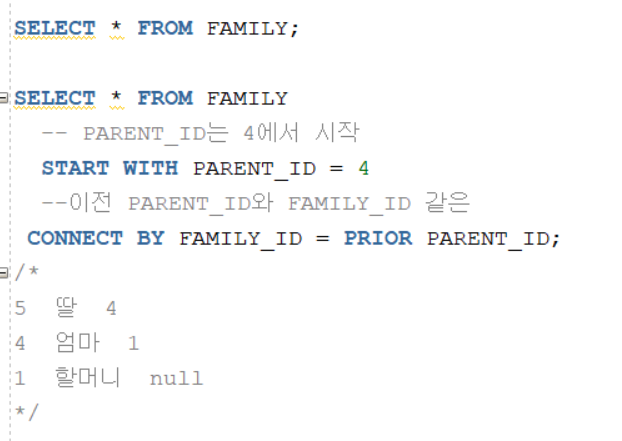 SELECT * FROM FAMILY;
SELECT * FROM FAMILY
-- PARENT_ID는 4에서 시작
START WITH PARENT_ID = 4
--이전 PARENT_ID와 FAMILY_ID 같은
CONNECT BY FAMILY_ID = PRIOR PARENT_ID;
/*
5 딸 4
4 엄마 1
1 할머니 null
*/